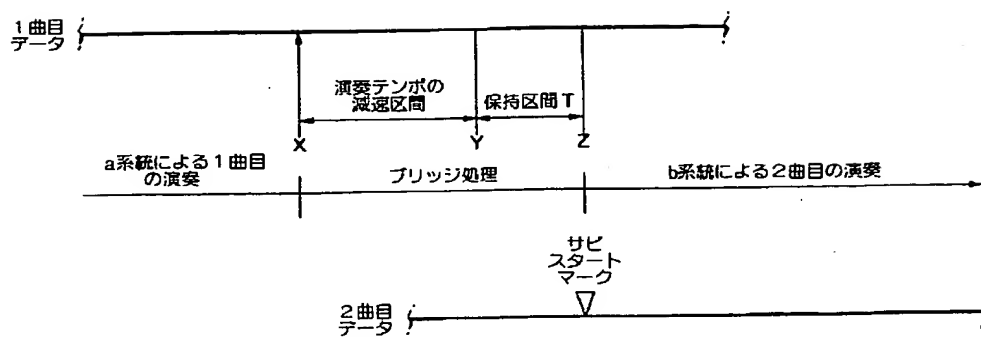 1曲目
データ
演奏テンポの
減速区間
保持区間T
X
Y
Z
a系統による1曲目
の演奏
ブリッジ処理
b系統による2曲目の演奏
サビ
スタート
マーク
2曲目
データ